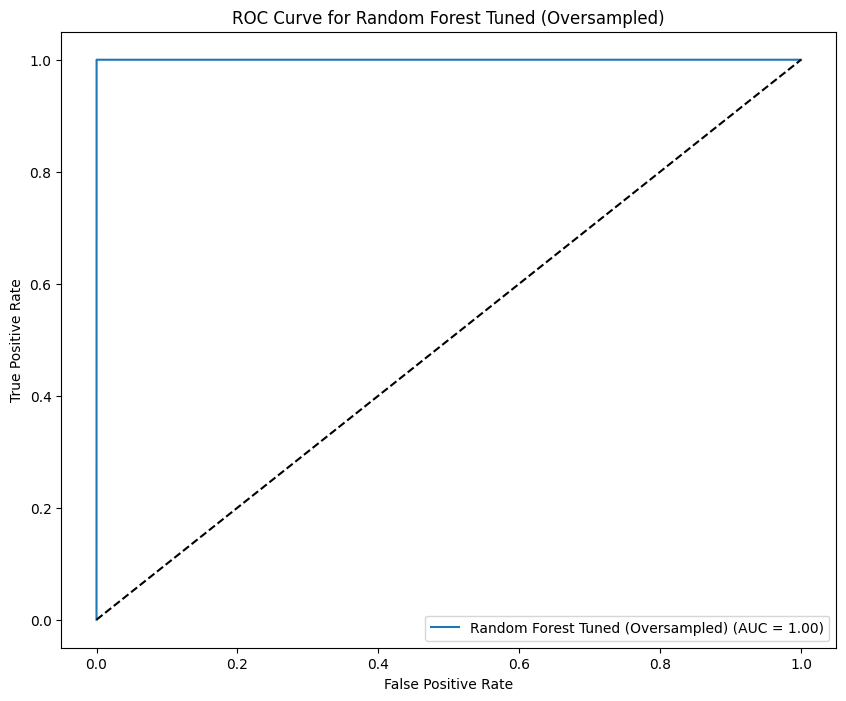 ROC Curve for Random Forest Tuned (Oversampled)
1.0
0.8
0.6
0.4
0.2
0.0
True Positive Rate
Random Forest Tuned (Oversampled) (AUC = 1.00)
0.0 0.2 0.4 0.6 0.8 1.0
False Positive Rate